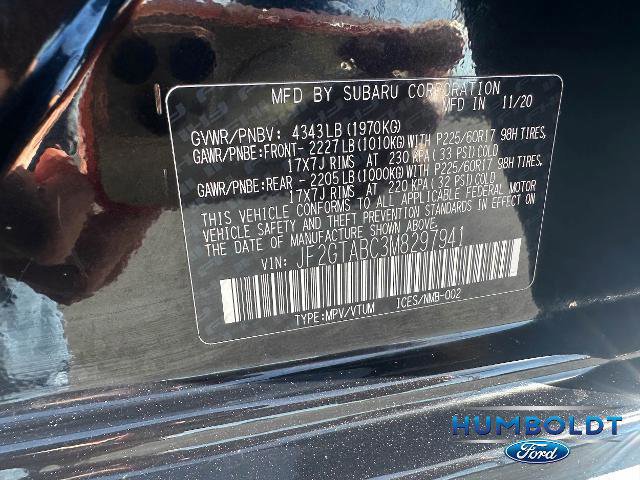 MFD BY SUBARU CORPORATION
MFD IN 11/20
GVWR/PNBV: 4343LB(1970KG)
GAWR/PNBE:FRONT- 2227LB(1010KG)WITH P225/60R17 98H TIRES,
17X7J RIMS AT 230 KPA(33 PSI)COLD
GAWR/PNBE:REAR - 2205LB(1000KG)WITH P225/60R17 98H TIRES,
17X7J RIMS AT 220 KPA(32 PSI)COLD
THIS VEHICLE CONFORMS TO ALL APPLICABLE FEDERAL MOTOR
VEHICLE SAFETY AND THEFT PREVENTION STANDARDS IN EFFECT ON
DATE OF MANUFACTURE SHOWN ABOVE.
VIN: JF2GTABC3M8297941
TYPE:MPV/VTUM ICES/NMB-002
HUMBOLDT
Ford